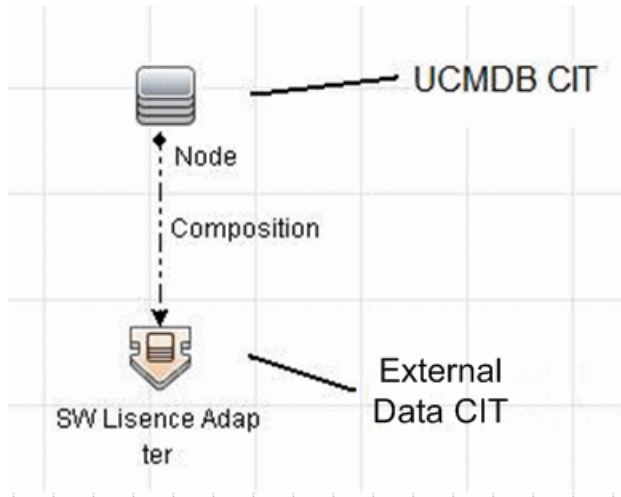 UCMDB CIT
Node
Composition
External
Data CIT
SW Lisence Adap
ter